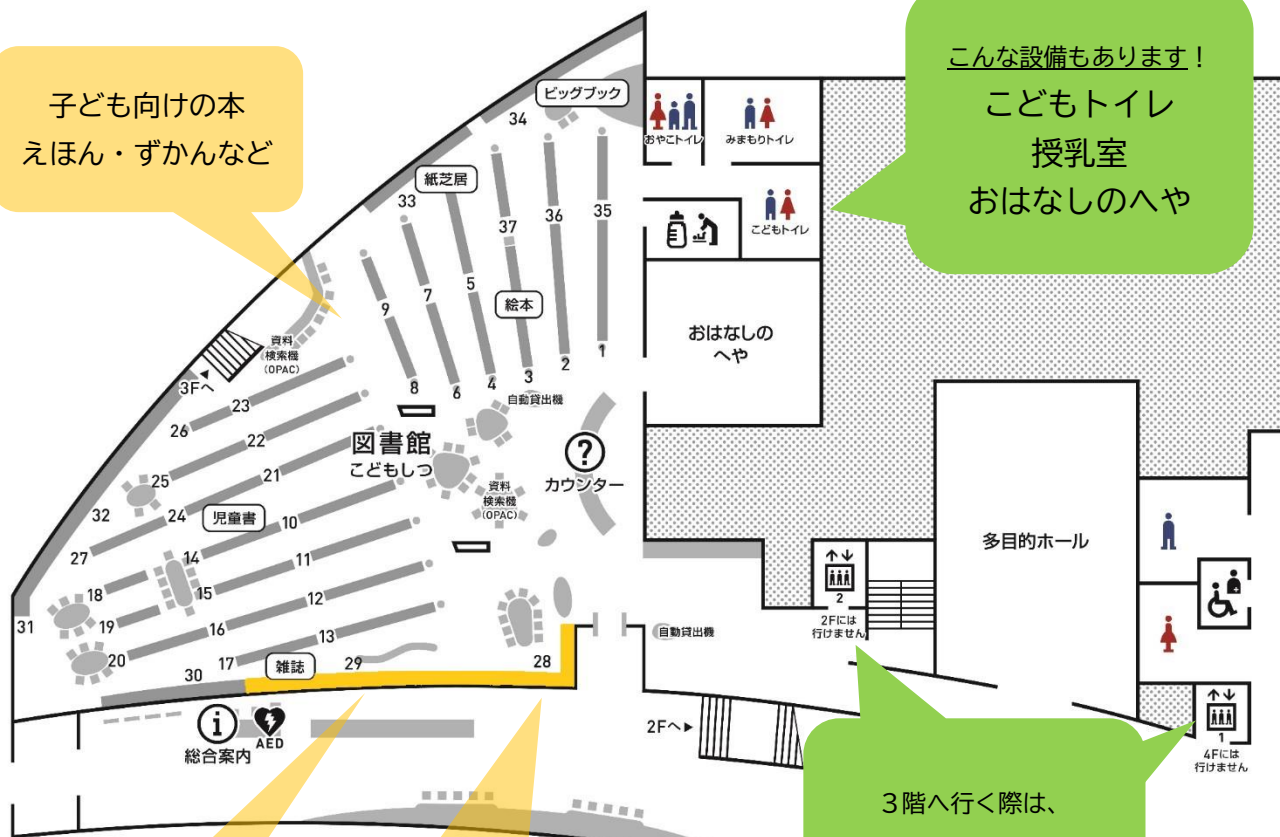 子ども向けの本
えほん・ずかんなど
こんな設備もあります！
こどもトイレ
授乳室
おはなしのへや
ビッグブック
34
おやこトイレ
みまもりトイレ
紙芝居
33
37
36
35
こどもトイレ
9
7
5
絵本
おはなしの
へや
資料
検索機
(OPAC)
3Fへ
8
6
4
3
2
1
自動貸出機
23
26
22
図書館
こどもしつ
?
カウンター
25
21
資料
検索機
(OPAC)
32
24
児童書
10
27
14
11
18
15
12
19
16
13
31
20
17
30
雑誌
29
28
自動貸出機
多目的ホール
2
2Fには
行けません
1
4Fには
行けません
i
総合案内
AED
2Fへ
３階へ行く際は、